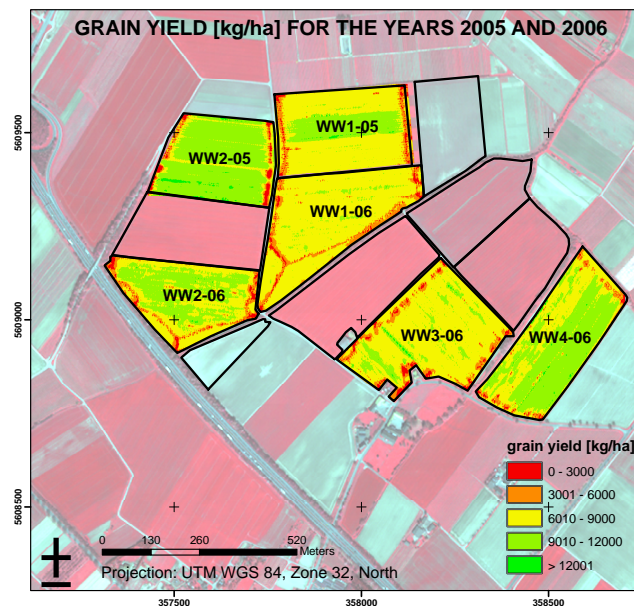 GRAIN YIELD [kg/ha] FOR THE YEARS 2005 AND 2006
5609500
WW2-05
WW1-05
WW1-06
WW2-06
5609000
WW3-06
WW4-06
grain yield [kg/ha]
0 - 3000
3001 - 6000
6010 - 9000
9010 - 12000
> 12001
5608500
0 130 260 520
Meters
Projection: UTM WGS 84, Zone 32, North
357500 358000 358500